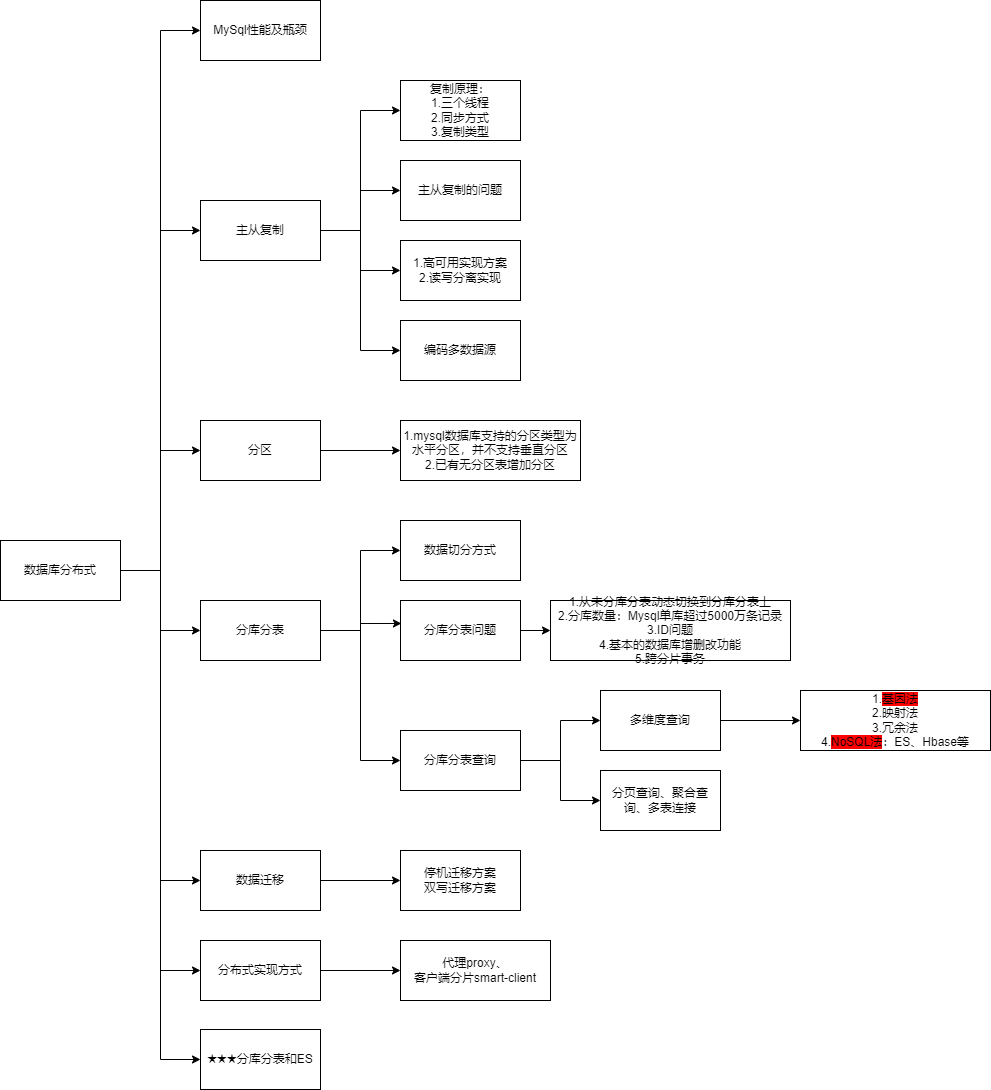 MySql性能及瓶颈
复制原理：
1.三个线程
2.同步方式
3.复制类型
主从复制的问题
主从复制
1.高可用实现方案
2.读写分离实现
编码多数据源
分区
1.mysql数据库支持的分区类型为
水平分区，并不支持垂直分区
2.已有无分区表增加分区
数据库分布式
数据切分方式
分库分表
分库分表问题
1.从未分库分表动态切换到分库分表上
2.分库数量：Mysql单库超过5000万条记录
3.ID问题
4.基本的数据库增删改功能
5.跨分片事务
分库分表查询
多维度查询
1.基因法
2.映射法
3.冗余法
4.NoSQL法：ES、Hbase等
分页查询、聚合查
询、多表连接
数据迁移
停机迁移方案
双写迁移方案
分布式实现方式
代理proxy、
客户端分片smart-client
★★★分库分表和ES